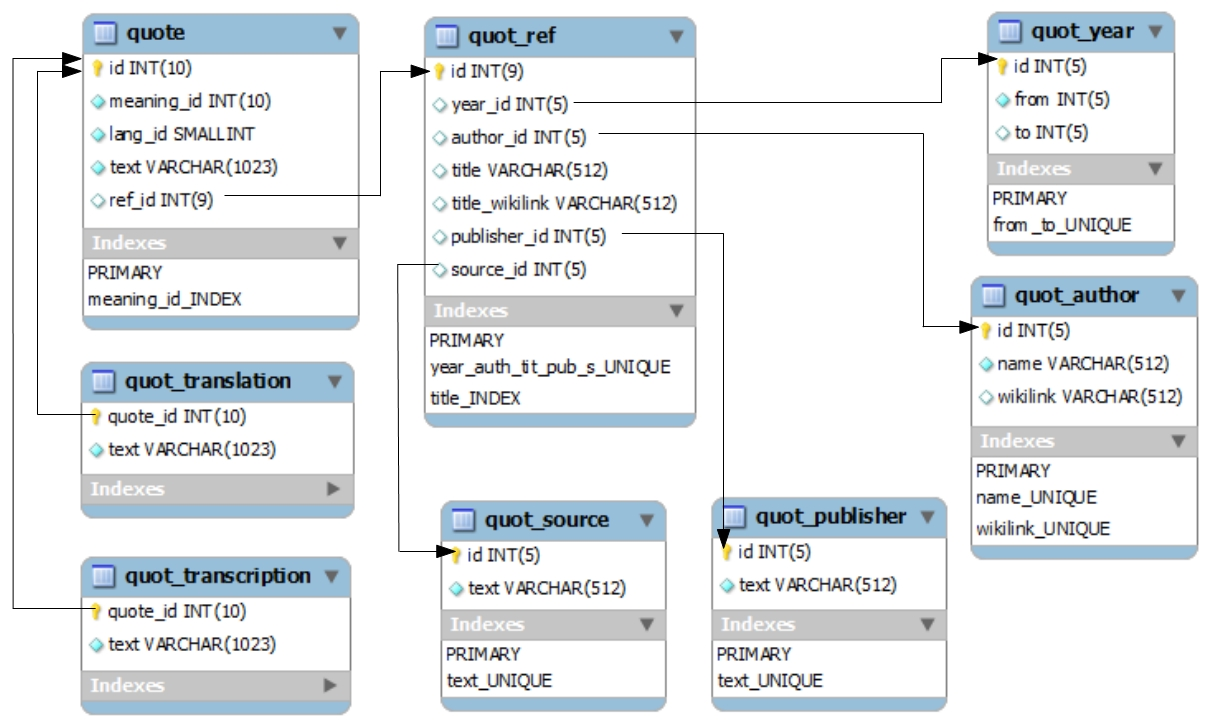 quote
id INT(10)
meaning_id INT(10)
lang_id SMALLINT
text VARCHAR(1023)
ref_id INT(9)
Indexes
PRIMARY
meaning_id_INDEX
quot_translation
quote_id INT(10)
text VARCHAR(1023)
Indexes
quot_transcription
quote_id INT(10)
text VARCHAR(1023)
Indexes
quot_ref
id INT(9)
year_id INT(5)
author_id INT(5)
title VARCHAR(512)
title_wikilink VARCHAR(512)
publisher_id INT(5)
source_id INT(5)
Indexes
PRIMARY
year_auth_tit_pub_s_UNIQUE
title_INDEX
quot_source
id INT(5)
text VARCHAR(512)
Indexes
PRIMARY
text_UNIQUE
quot_publisher
id INT(5)
text VARCHAR(512)
Indexes
PRIMARY
text_UNIQUE
quot_year
id INT(5)
from INT(5)
to INT(5)
Indexes
PRIMARY
from_to_UNIQUE
quot_author
id INT(5)
name VARCHAR(512)
wikilink VARCHAR(512)
Indexes
PRIMARY
name_UNIQUE
wikilink_UNIQUE